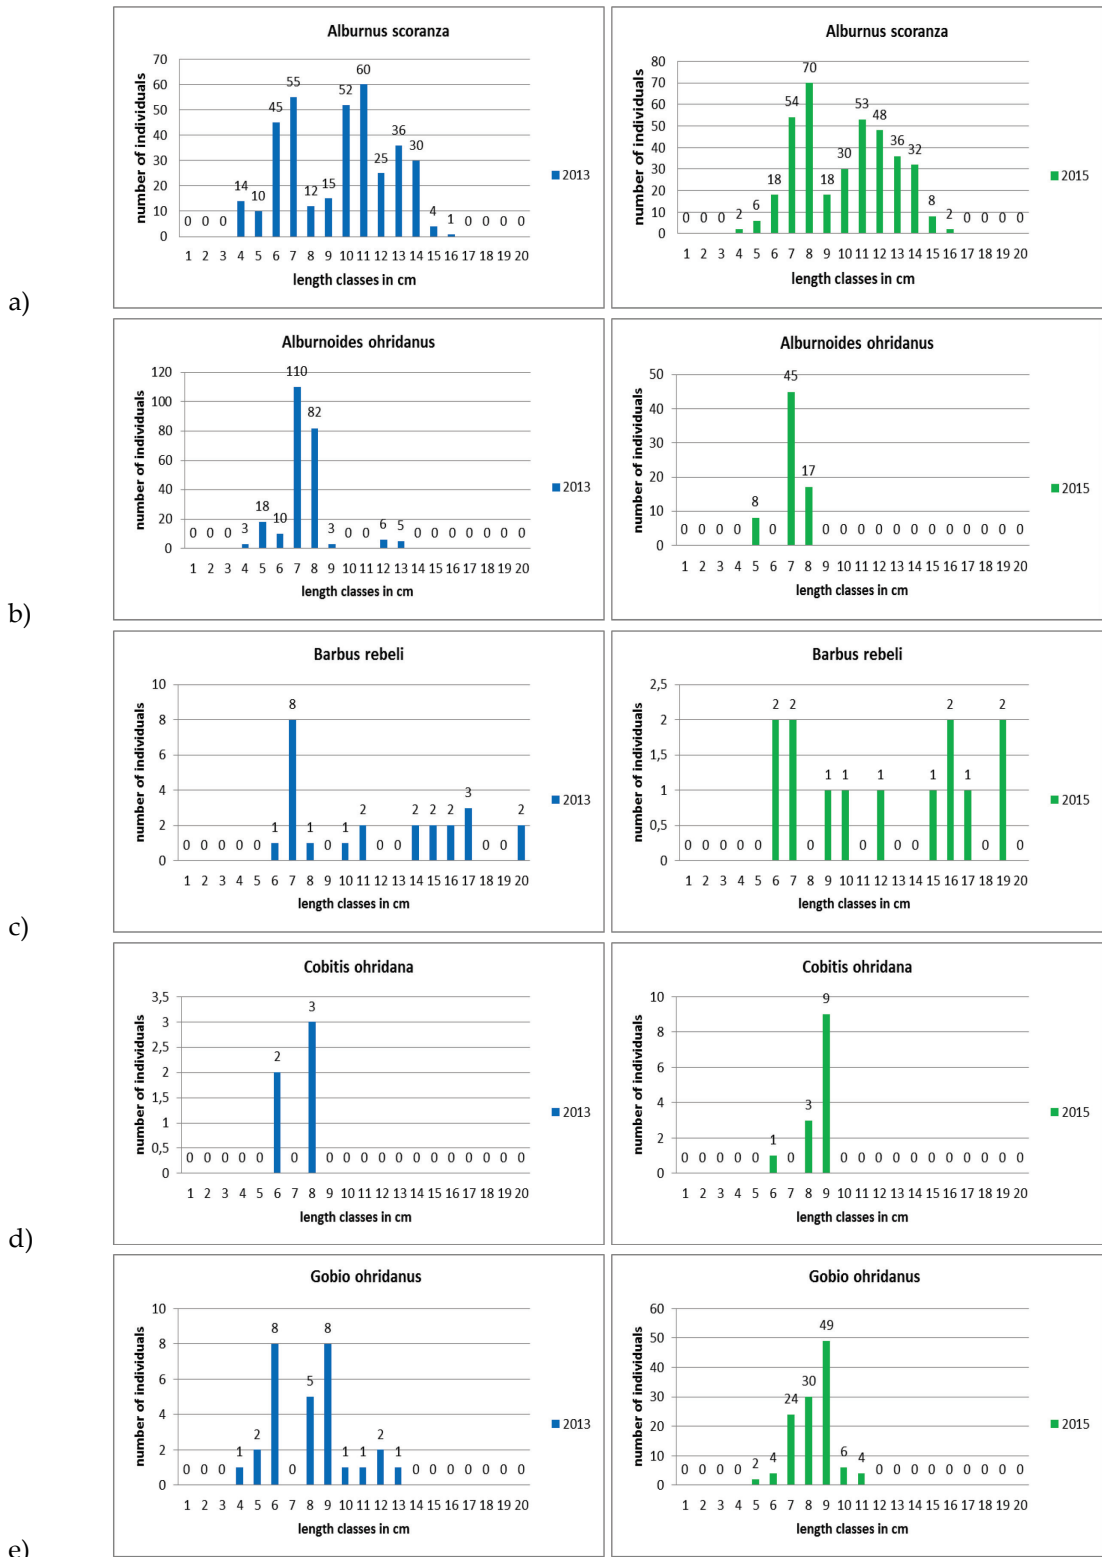 Alburnus scoranza
number of individuals
70
60
50
40
30
20
10
0
0 0 0 14 10 45 55 12 15 52 60 25 36 30 4 1 0 0 0 0
1 2 3 4 5 6 7 8 9 10 11 12 13 14 15 16 17 18 19 20
length classes in cm
2013
Alburnus scoranza
number of individuals
80
70
60
50
40
30
20
10
0
0 0 0 2 6 18 54 70 18 30 53 48 36 32 8 2 0 0 0 0
1 2 3 4 5 6 7 8 9 10 11 12 13 14 15 16 17 18 19 20
length classes in cm
2015
a)
Alburnoides ohridanus
number of individuals
120
100
80
60
40
20
0
0 0 0 3 18 10 110 82 3 0 0 6 5 0 0 0 0 0 0 0
1 2 3 4 5 6 7 8 9 10 11 12 13 14 15 16 17 18 19 20
length classes in cm
2013
Alburnoides ohridanus
number of individuals
50
40
30
20
10
0
0 0 0 0 8 0 45 17 0 0 0 0 0 0 0 0 0 0 0 0
1 2 3 4 5 6 7 8 9 10 11 12 13 14 15 16 17 18 19 20
length classes in cm
2015
b)
Barbus rebeli
number of individuals
10
8
6
4
2
0
0 0 0 0 0 1 8 1 0 1 2 0 0 2 2 2 3 0 0 2
1 2 3 4 5 6 7 8 9 10 11 12 13 14 15 16 17 18 19 20
length classes in cm
2013
Barbus rebeli
number of individuals
2,5
2
1,5
1
0,5
0
0 0 0 0 0 2 2 0 1 1 0 1 0 0 1 2 1 0 2 0
1 2 3 4 5 6 7 8 9 10 11 12 13 14 15 16 17 18 19 20
length classes in cm
2015
c)
Cobitis ohridana
number of individuals
3,5
3
2,5
2
1,5
1
0,5
0
0 0 0 0 0 2 0 3 0 0 0 0 0 0 0 0 0 0 0 0
1 2 3 4 5 6 7 8 9 10 11 12 13 14 15 16 17 18 19 20
length classes in cm
2013
Cobitis ohridana
number of individuals
10
8
6
4
2
0
0 0 0 0 0 1 0 3 9 0 0 0 0 0 0 0 0 0 0 0
1 2 3 4 5 6 7 8 9 10 11 12 13 14 15 16 17 18 19 20
length classes in cm
2015
d)
Gobio ohridanus
number of individuals
10
8
6
4
2
0
0 0 0 1 2 8 0 5 8 1 1 2 1 0 0 0 0 0 0 0
1 2 3 4 5 6 7 8 9 10 11 12 13 14 15 16 17 18 19 20
length classes in cm
2013
Gobio ohridanus
number of individuals
60
50
40
30
20
10
0
0 0 0 0 2 4 24 30 49 6 4 0 0 0 0 0 0 0 0 0
1 2 3 4 5 6 7 8 9 10 11 12 13 14 15 16 17 18 19 20
length classes in cm
2015
e)